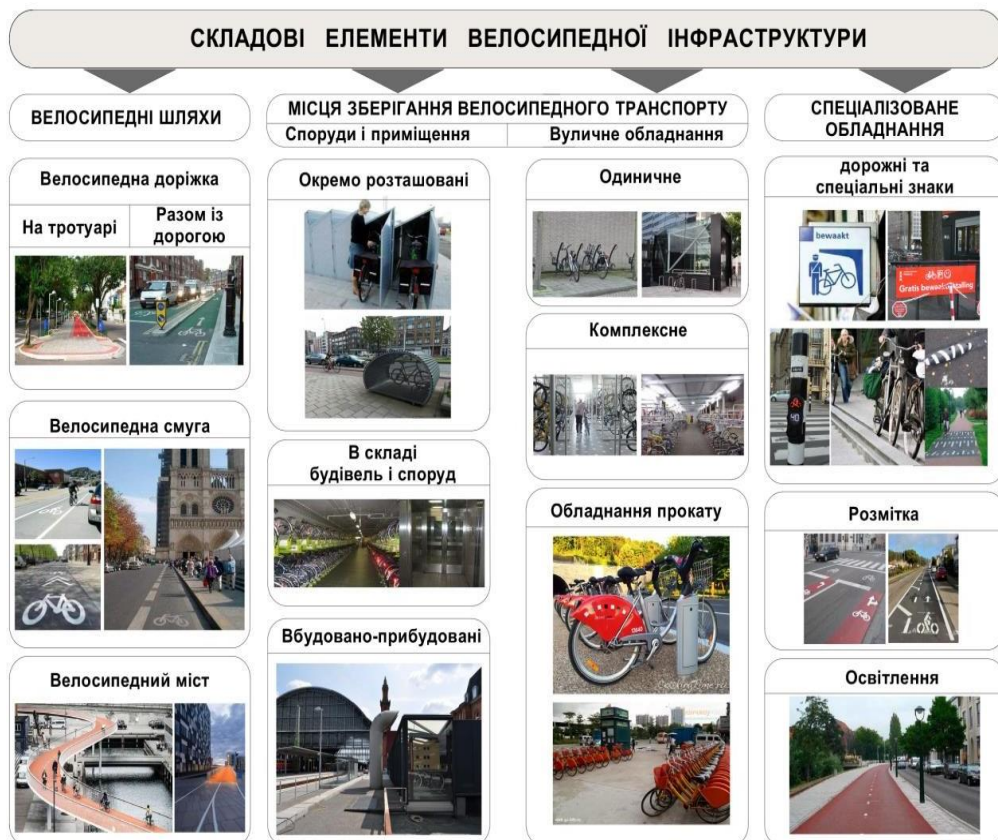 СКЛАДОВІ ЕЛЕМЕНТИ ВЕЛОСИПЕДНОЇ ІНФРАСТРУКТУРИ
ВЕЛОСИПЕДНІ ШЛЯХИ
Велосипедна доріжка
На тротуарі
Разом із
дорогою
Велосипедна смуга
Велосипедний міст
МІСЦЯ ЗБЕРІГАННЯ ВЕЛОСИПЕДНОГО ТРАНСПОРТУ
Споруди і приміщення
Вуличне обладнання
Окремо розташовані
В складі
будівель і споруд
Вбудовано-прибудовані
Одиничне
Комплексне
Обладнання прокату
СПЕЦІАЛІЗОВАНЕ
ОБЛАДНАННЯ
дорожні та
спеціальні знаки
bewaakt
Gratis
40
Розмітка
Освітлення